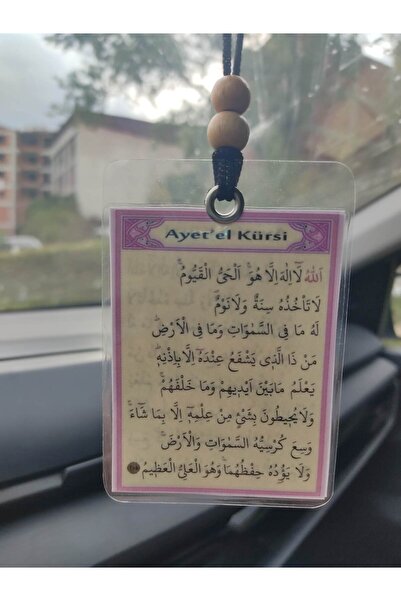 Ayet'el Kürsi
اَللّٰهُ لَٓا اِلٰهَ اِلَّا هُوَۚ اَلْحَيُّ الْقَيُّومُۚ
لَا تَأْخُذُهُ سِنَةٌ وَلَا نَوْمٌۜ
لَهُ مَا فِي السَّمٰوَاتِ وَمَا فِي الْاَرْضِۜ
مَنْ ذَا الَّذ۪ي يَشْفَعُ عِنْدَهُٓ اِلَّا بِاِذْنِه۪ۜ
يَعْلَمُ مَا بَيْنَ اَيْد۪يهِمْ وَمَا خَلْفَهُمْۚ
وَلَا يُح۪يطُونَ بِشَيْءٍ مِنْ عِلْمِه۪ٓ اِلَّا بِمَا شَٓاءَۚ
وَسِعَ كُرْسِيُّهُ السَّمٰوَاتِ وَالْاَرْضَۚ
وَلَا يَؤُ۫دُهُ حِفْظُهُمَاۚ وَهُوَ الْعَلِيُّ الْعَظ۪يمُ